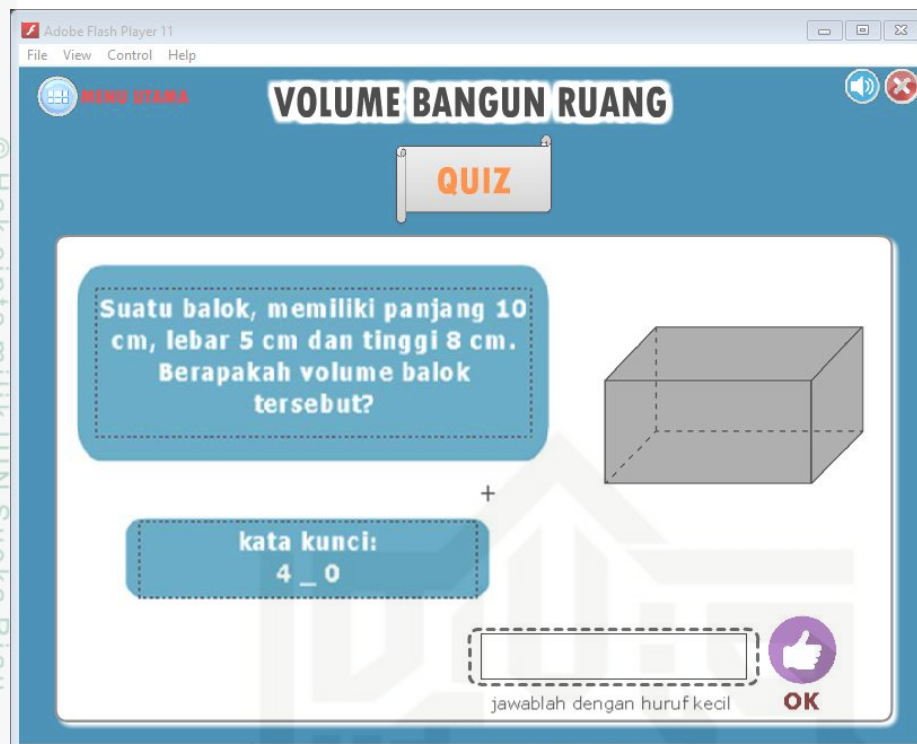 Adobe Flash Player 11
File View Control Help
MENU UTAMA
VOLUME BANGUN RUANG
QUIZ
Suatu balok, memiliki panjang 10
cm, lebar 5 cm dan tinggi 8 cm.
Berapakah volume balok
tersebut?
+
kata kunci:
4 _ 0
jawablah dengan huruf kecil
OK